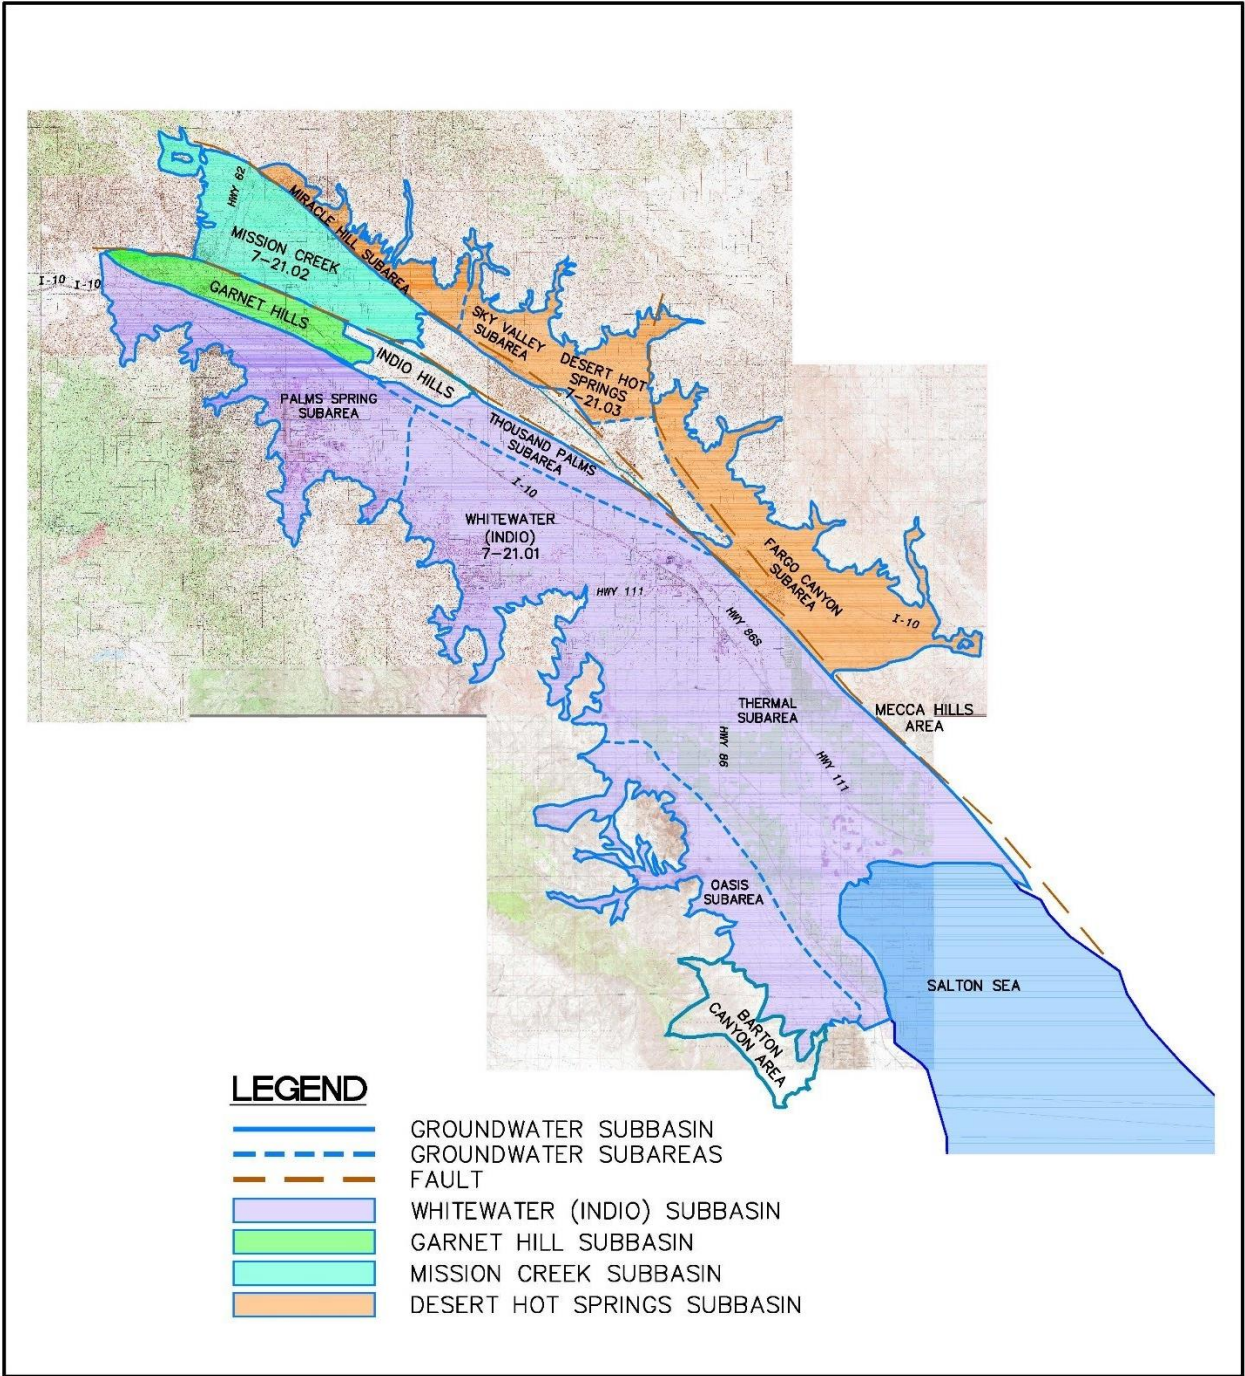 HWY 62
MIRACLE HILL SUBAREA
MISSION CREEK
7-21.02
I-10
I-10
GARNET HILLS
SKY VALLEY
SUBAREA
DESERT HOT
SPRINGS
7-21.03
INDIO HILLS
PALMS SPRING
SUBAREA
THOUSAND PALMS
SUBAREA
I-10
WHITEWATER
(INDIO)
7-21.01
FARGO CANYON
SUBAREA
I-10
HWY 111
HWY 86S
THERMAL
SUBAREA
MECCA HILLS
AREA
HWY 86
HWY 111
OASIS
SUBAREA
SALTON SEA
BARTON
CANYON AREA
LEGEND
GROUNDWATER SUBBASIN
GROUNDWATER SUBAREAS
FAULT
WHITEWATER (INDIO) SUBBASIN
GARNET HILL SUBBASIN
MISSION CREEK SUBBASIN
DESERT HOT SPRINGS SUBBASIN